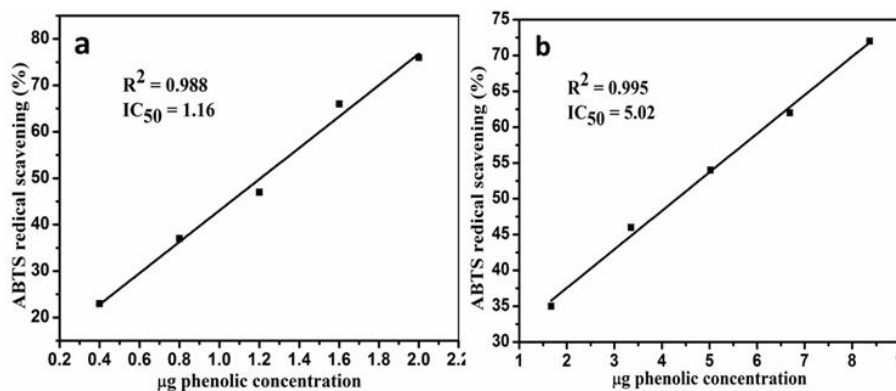 a
R² = 0.988
IC₅₀ = 1.16
80
70
60
50
40
30
20
ABTS redical scavening (%)
0.2 0.4 0.6 0.8 1.0 1.2 1.4 1.6 1.8 2.0 2.2
µg phenolic concentration
b
R² = 0.995
IC₅₀ = 5.02
75
70
65
60
55
50
45
40
35
30
ABTS redical scavening (%)
1 2 3 4 5 6 7 8
µg phenolic concentration